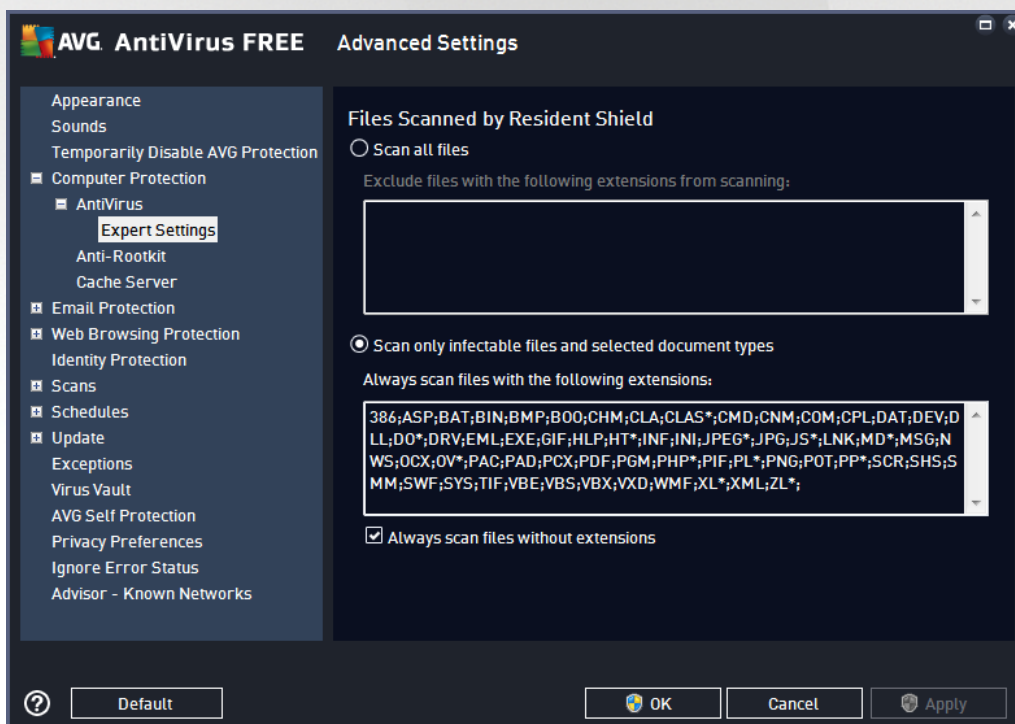 AVG AntiVirus FREE Advanced Settings
Appearance
Sounds
Temporarily Disable AVG Protection
Computer Protection
AntiVirus
Expert Settings
Anti-Rootkit
Cache Server
Email Protection
Web Browsing Protection
Identity Protection
Scans
Schedules
Update
Exceptions
Virus Vault
AVG Self Protection
Privacy Preferences
Ignore Error Status
Advisor - Known Networks
Files Scanned by Resident Shield
Scan all files
Exclude files with the following extensions from scanning:
Scan only infectable files and selected document types
Always scan files with the following extensions:
386;ASP;BAT;BIN;BMP;BOO;CHM;CLA;CLAS*;CMD;CNM;COM;CPL;DAT;DEV;D
LL;DO*;DRV;EML;EXE;GIF;HLP;HT*;INF;INI;JPEG*;JPG;JS*;LNK;MD*;MSG;N
WS;OCX;OV*;PAC;PAD;PCX;PDF;PGM;PHP*;PIF;PL*;PNG;POT;PP*;SCR;SHS;S
MM;SWF;SYS;TIF;VBE;VBS;VBX;VXD;WMF;XL*;XML;ZL*;
Always scan files without extensions
? Default OK Cancel Apply